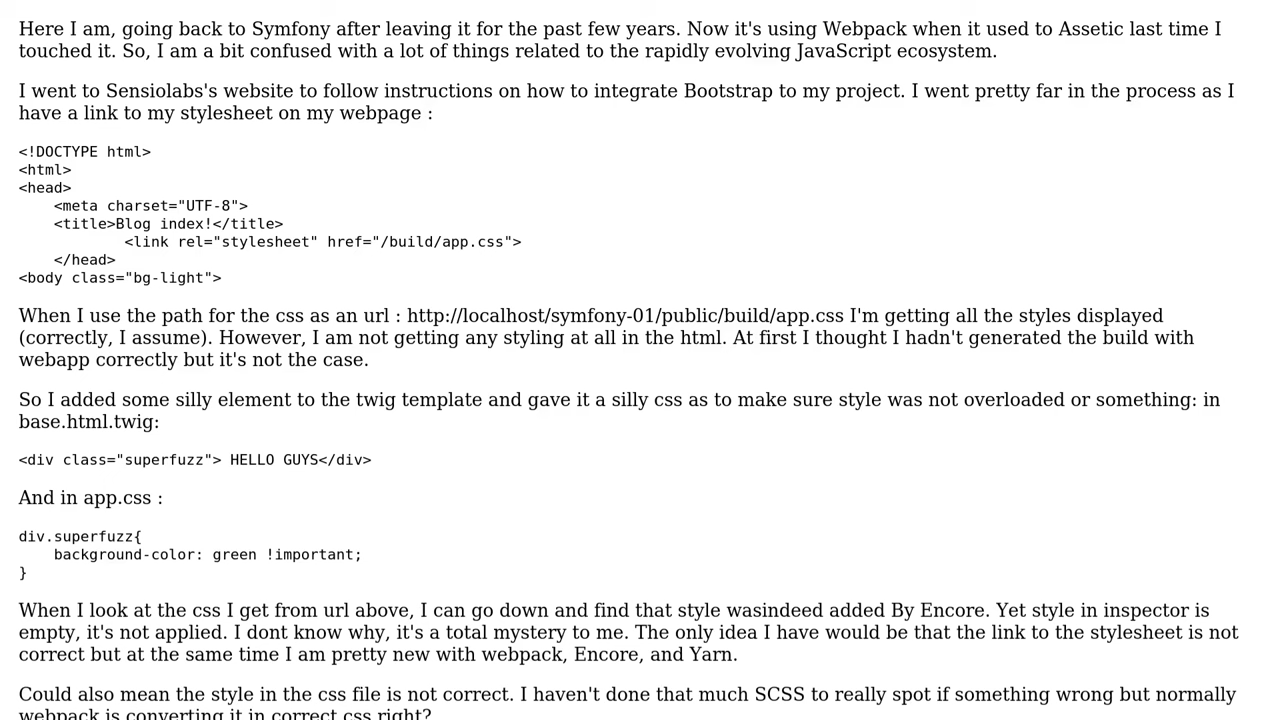 Here I am, going back to Symfony after leaving it for the past few years. Now it's using Webpack when it used to Assetic last time I
touched it. So, I am a bit confused with a lot of things related to the rapidly evolving JavaScript ecosystem.
I went to Sensiolabs's website to follow instructions on how to integrate Bootstrap to my project. I went pretty far in the process as I
have a link to my stylesheet on my webpage :
<!DOCTYPE html>
<html>
<head>
    <meta charset="UTF-8">
    <title>Blog index!</title>
            <link rel="stylesheet" href="/build/app.css">
    </head>
<body class="bg-light">
When I use the path for the css as an url : http://localhost/symfony-01/public/build/app.css I'm getting all the styles displayed
(correctly, I assume). However, I am not getting any styling at all in the html. At first I thought I hadn't generated the build with
webapp correctly but it's not the case.
So I added some silly element to the twig template and gave it a silly css as to make sure style was not overloaded or something: in
base.html.twig:
<div class="superfuzz"> HELLO GUYS</div>
And in app.css :
div.superfuzz{
    background-color: green !important;
}
When I look at the css I get from url above, I can go down and find that style wasindeed added By Encore. Yet style in inspector is
empty, it's not applied. I dont know why, it's a total mystery to me. The only idea I have would be that the link to the stylesheet is not
correct but at the same time I am pretty new with webpack, Encore, and Yarn.
Could also mean the style in the css file is not correct. I haven't done that much SCSS to really spot if something wrong but normally
webpack is converting it in correct css right?